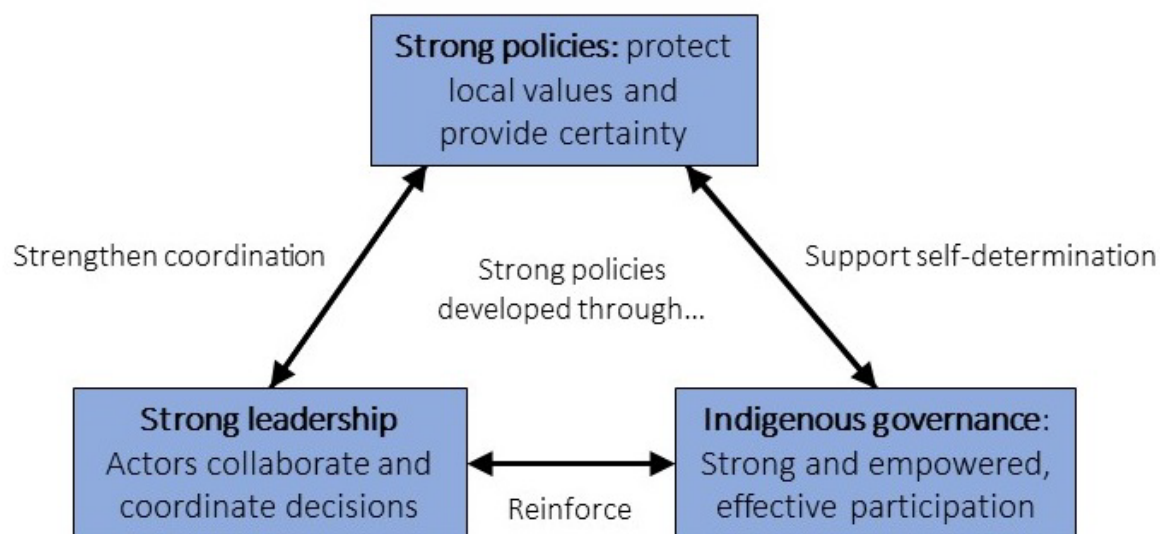 Strong policies: protect
local values and
provide certainty
Strengthen coordination
Strong policies
developed through...
Support self-determination
Strong leadership
Actors collaborate and
coordinate decisions
Reinforce
Indigenous governance:
Strong and empowered,
effective participation